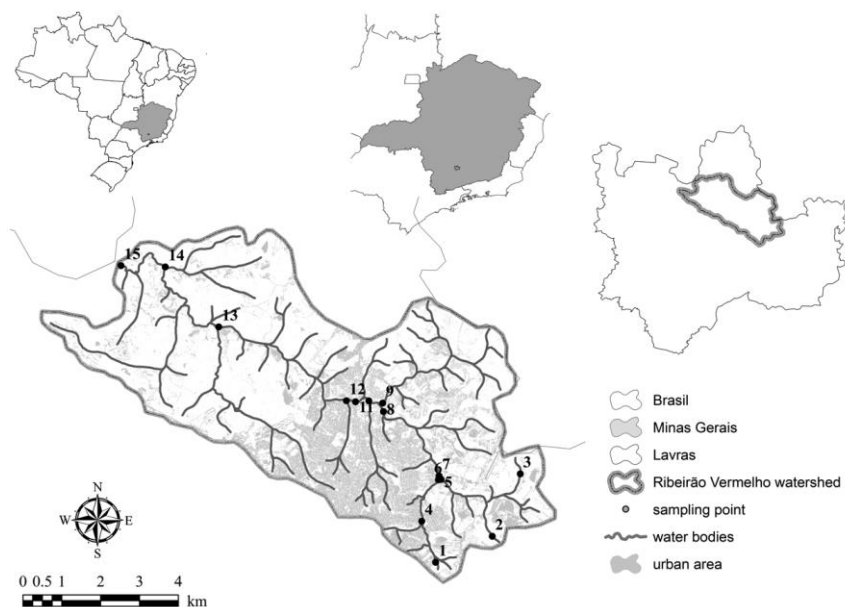 15
14
13
12
11
9
8
3
7
6
5
4
2
1
N
W
E
S
0 0.5 1 2 3 4
km
Brasil
Minas Gerais
Lavras
Ribeirão Vermelho watershed
sampling point
water bodies
urban area